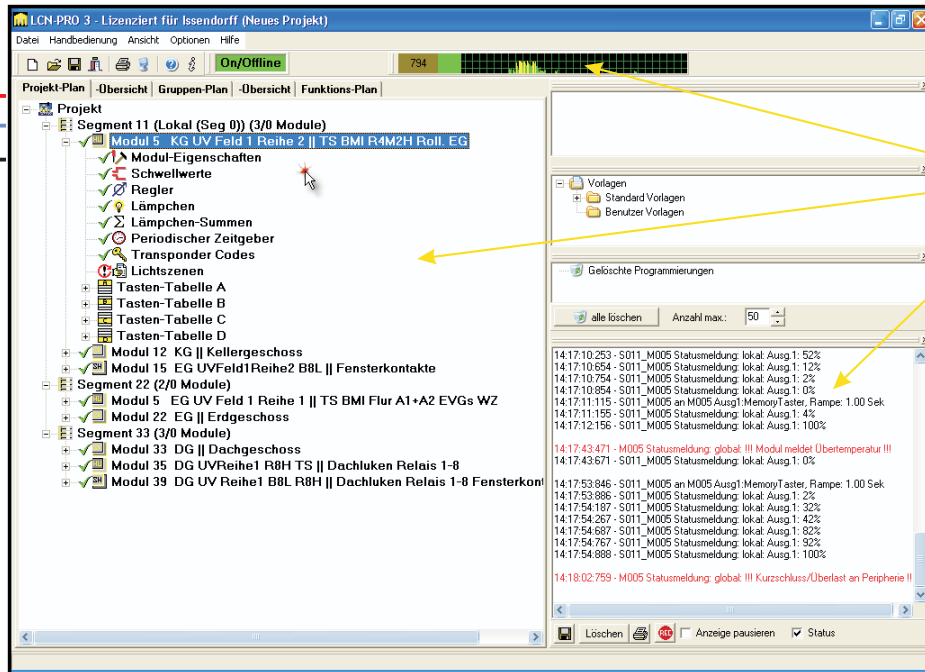 LCN-PRO 3 - Lizenziert für Issendorff (Neues Projekt)
Datei Handbedienung Ansicht Optionen Hilfe
On/Offline
794
Projekt-Plan -Übersicht Gruppen-Plan -Übersicht Funktions-Plan
Projekt
Segment 11 (Lokal (Seg 0)) (3/0 Module)
Modul 5 KG UV Feld 1 Reihe 2 || TS BMI R4M2H Roll. EG
Modul-Eigenschaften
Schwellwerte
Regler
Lämpchen
Lämpchen-Summen
Periodischer Zeitgeber
Transponder Codes
Lichtszenen
Tasten-Tabelle A
Tasten-Tabelle B
Tasten-Tabelle C
Tasten-Tabelle D
Modul 12 KG || Kellergeschoss
Modul 15 EG UVFeld1Reihe2 B8L || Fensterkontakte
Segment 22 (2/0 Module)
Modul 5 EG UV Feld 1 Reihe 1 || TS BMI Flur A1+A2 EVGs WZ
Modul 22 EG || Erdgeschoss
Segment 33 (3/0 Module)
Modul 33 DG || Dachgeschoss
Modul 35 DG UVReihe1 R8H TS || Dachluken Relais 1-8
Modul 39 DG UV Reihe1 B8L R8H || Dachluken Relais 1-8 Fensterkont
Vorlagen
Standard Vorlagen
Benutzer Vorlagen
Gelöschte Programmierungen
alle löschen Anzahl max.: 50
14:17:10:253 - S011_M005 Statusmeldung: lokal: Ausg.1: 52%
14:17:10:654 - S011_M005 Statusmeldung: lokal: Ausg.1: 12%
14:17:10:754 - S011_M005 Statusmeldung: lokal: Ausg.1: 2%
14:17:10:854 - S011_M005 Statusmeldung: lokal: Ausg.1: 0%
14:17:11:115 - S011_M005 an M005 Ausg1:MemoryTaster, Rampe: 1.00 Sek
14:17:11:155 - S011_M005 Statusmeldung: lokal: Ausg.1: 4%
14:17:12:156 - S011_M005 Statusmeldung: lokal: Ausg.1: 100%
14:17:43:471 - M005 Statusmeldung: global: !!! Modul meldet Übertemperatur !!!
14:17:43:671 - S011_M005 Statusmeldung: lokal: Ausg.1: 0%
14:17:53:846 - S011_M005 an M005 Ausg1:MemoryTaster, Rampe: 1.00 Sek
14:17:53:886 - S011_M005 Statusmeldung: lokal: Ausg.1: 2%
14:17:54:187 - S011_M005 Statusmeldung: lokal: Ausg.1: 32%
14:17:54:267 - S011_M005 Statusmeldung: lokal: Ausg.1: 42%
14:17:54:687 - S011_M005 Statusmeldung: lokal: Ausg.1: 82%
14:17:54:767 - S011_M005 Statusmeldung: lokal: Ausg.1: 92%
14:17:54:888 - S011_M005 Statusmeldung: lokal: Ausg.1: 100%
14:18:02:759 - M005 Statusmeldung: global: !!! Kurzschluss/Überlast an Peripherie !!
Löschen REC Anzeige pausieren Status